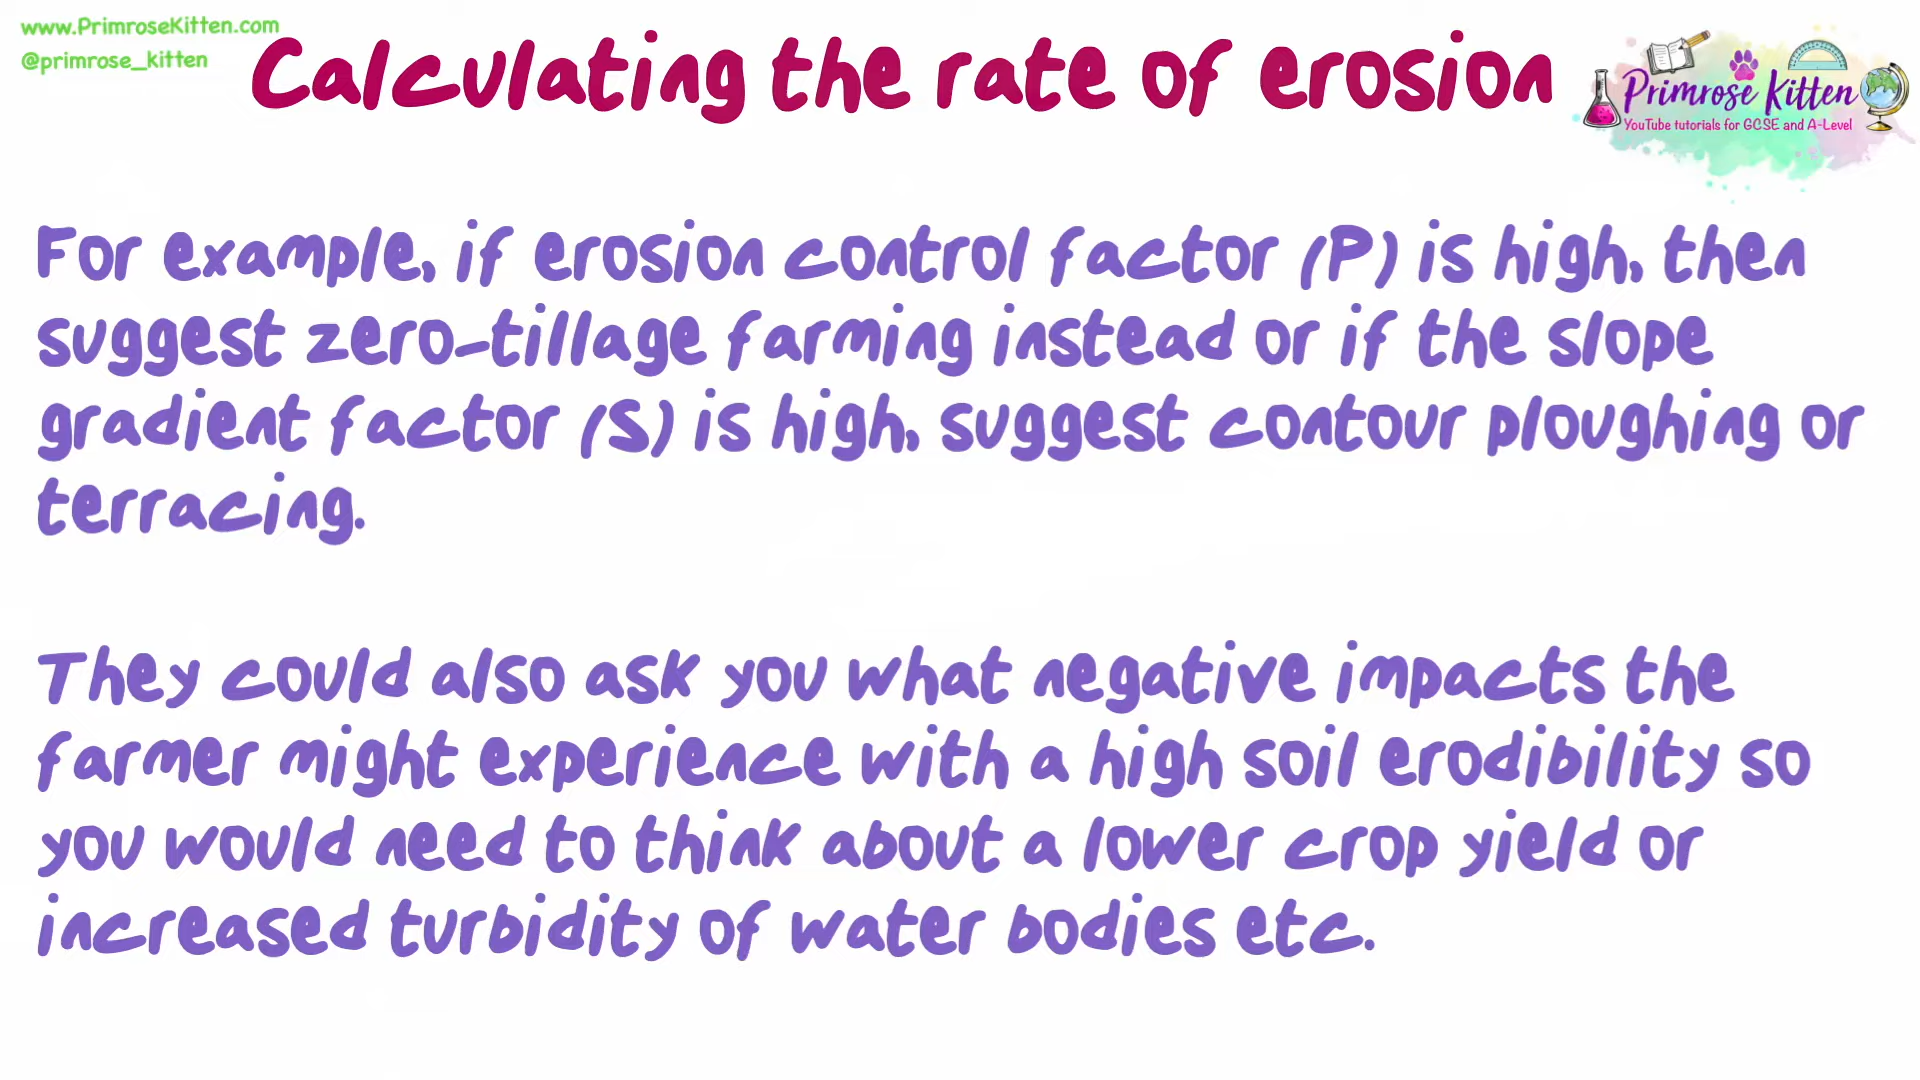 www.PrimroseKitten.com
@primrose_kitten
Calculating the rate of erosion
Primrose Kitten
YouTube tutorials for GCSE and A-Level
For example, if erosion control factor (P) is high, then
suggest zero-tillage farming instead or if the slope
gradient factor (S) is high, suggest contour ploughing or
terracing.
They could also ask you what negative impacts the
farmer might experience with a high soil erodibility so
you would need to think about a lower crop yield or
increased turbidity of water bodies etc.